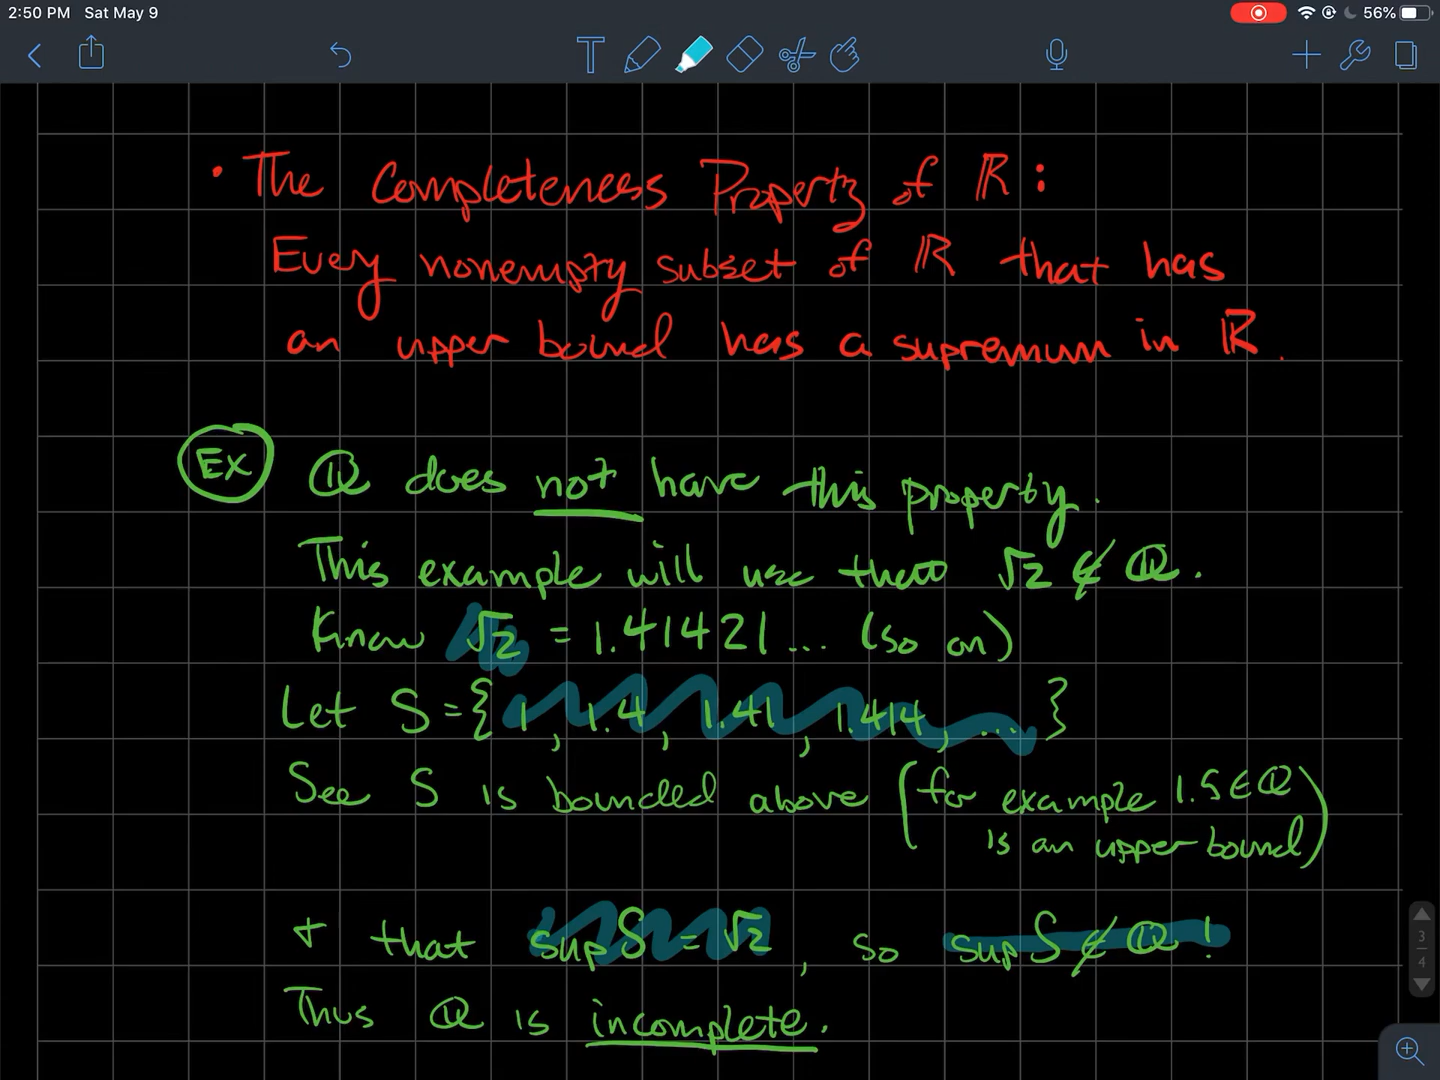 2:50 PM Sat May 9
56%
• The Completeness Property of ℝ:
Every nonempty subset of ℝ that has
an upper bound has a supremum in ℝ.
Ex ℚ does not have this property.
This example will use that √2 ∉ ℚ.
Know √2 = 1.41421... (so on)
Let S = {1, 1.4, 1.41, 1.414, ... }
See S is bounded above (for example 1.5 ∈ ℚ
is an upper bound)
+ that sup S = √2, so sup S ∉ ℚ!
Thus ℚ is incomplete.
3
4